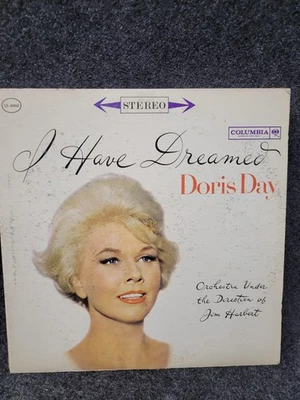 STEREO
COLUMBIA
I Have Dreamed
Doris Day
Orchestra Under
the Direction of
Jim Harbert